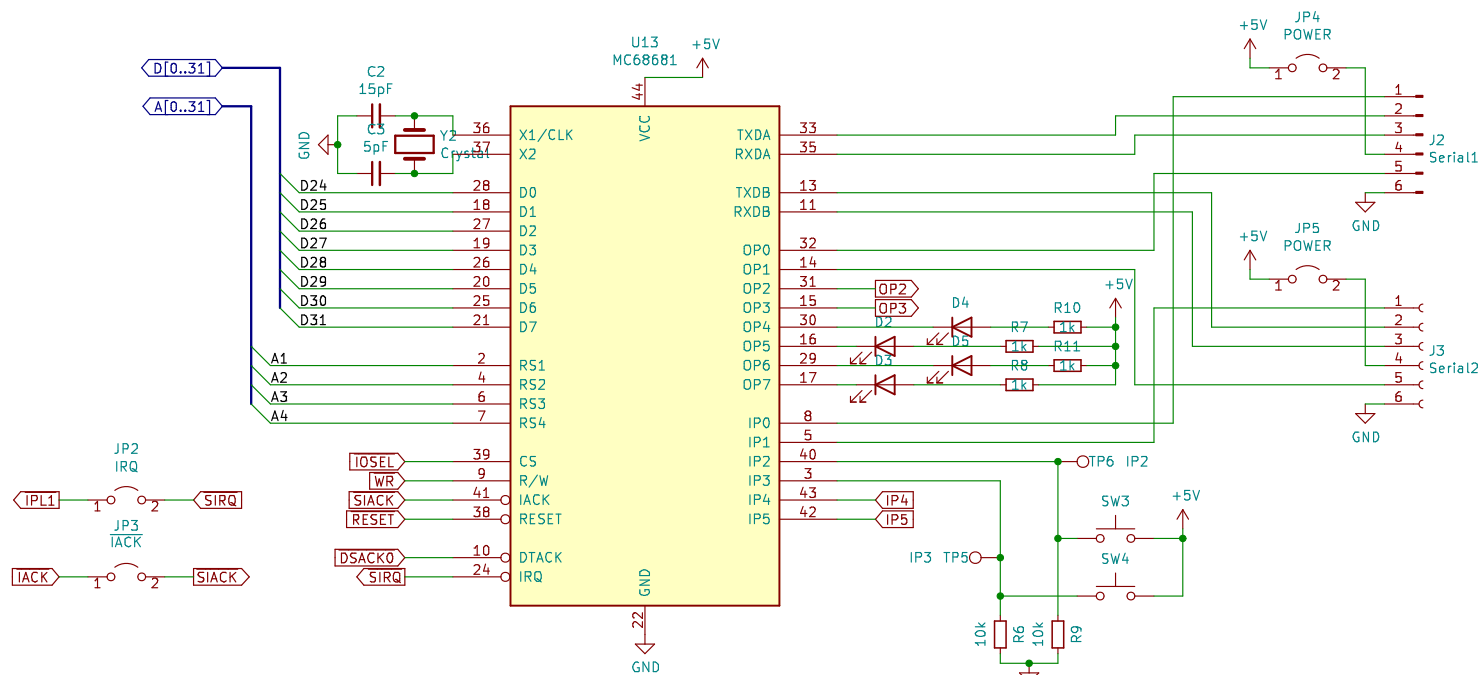 D[0..31]
A[0..31]
C2
15pF
C3
5pF
GND
Y2
Crystal
U13
MC68681
+5V
44
VCC
36 X1/CLK
37 X2
28 D0
18 D1
27 D2
19 D3
26 D4
20 D5
25 D6
21 D7
2 RS1
4 RS2
6 RS3
7 RS4
39 CS
9 R/W
41 IACK
38 RESET
10 DTACK
24 IRQ
D24
D25
D26
D27
D28
D29
D30
D31
A1
A2
A3
A4
IOSEL
WR
SIACK
RESET
DSACK0
SIRQ
JP2
IRQ
IPL1
1 2
SIRQ
JP3
IACK
IACK
1 2
SIACK
GND
22
GND
TXDA 33
RXDA 35
TXDB 13
RXDB 11
OP0 32
OP1 14
OP2 31
OP3 15
OP4 30
OP5 16
OP6 29
OP7 17
IP0 8
IP1 5
IP2 40
IP3 3
IP4 43
IP5 42
OP2
OP3
D4
D2
D5
D3
R10
1k
R7
1k
R11
1k
R8
1k
+5V
IP4
IP5
TP6 IP2
IP3 TP5
SW3
SW4
+5V
10k
R6
10k
R9
+5V
JP4
POWER
1 2
1
2
3
4
5
6
J2
Serial1
GND
+5V
JP5
POWER
1 2
1
2
3
4
5
6
J3
Serial2
GND